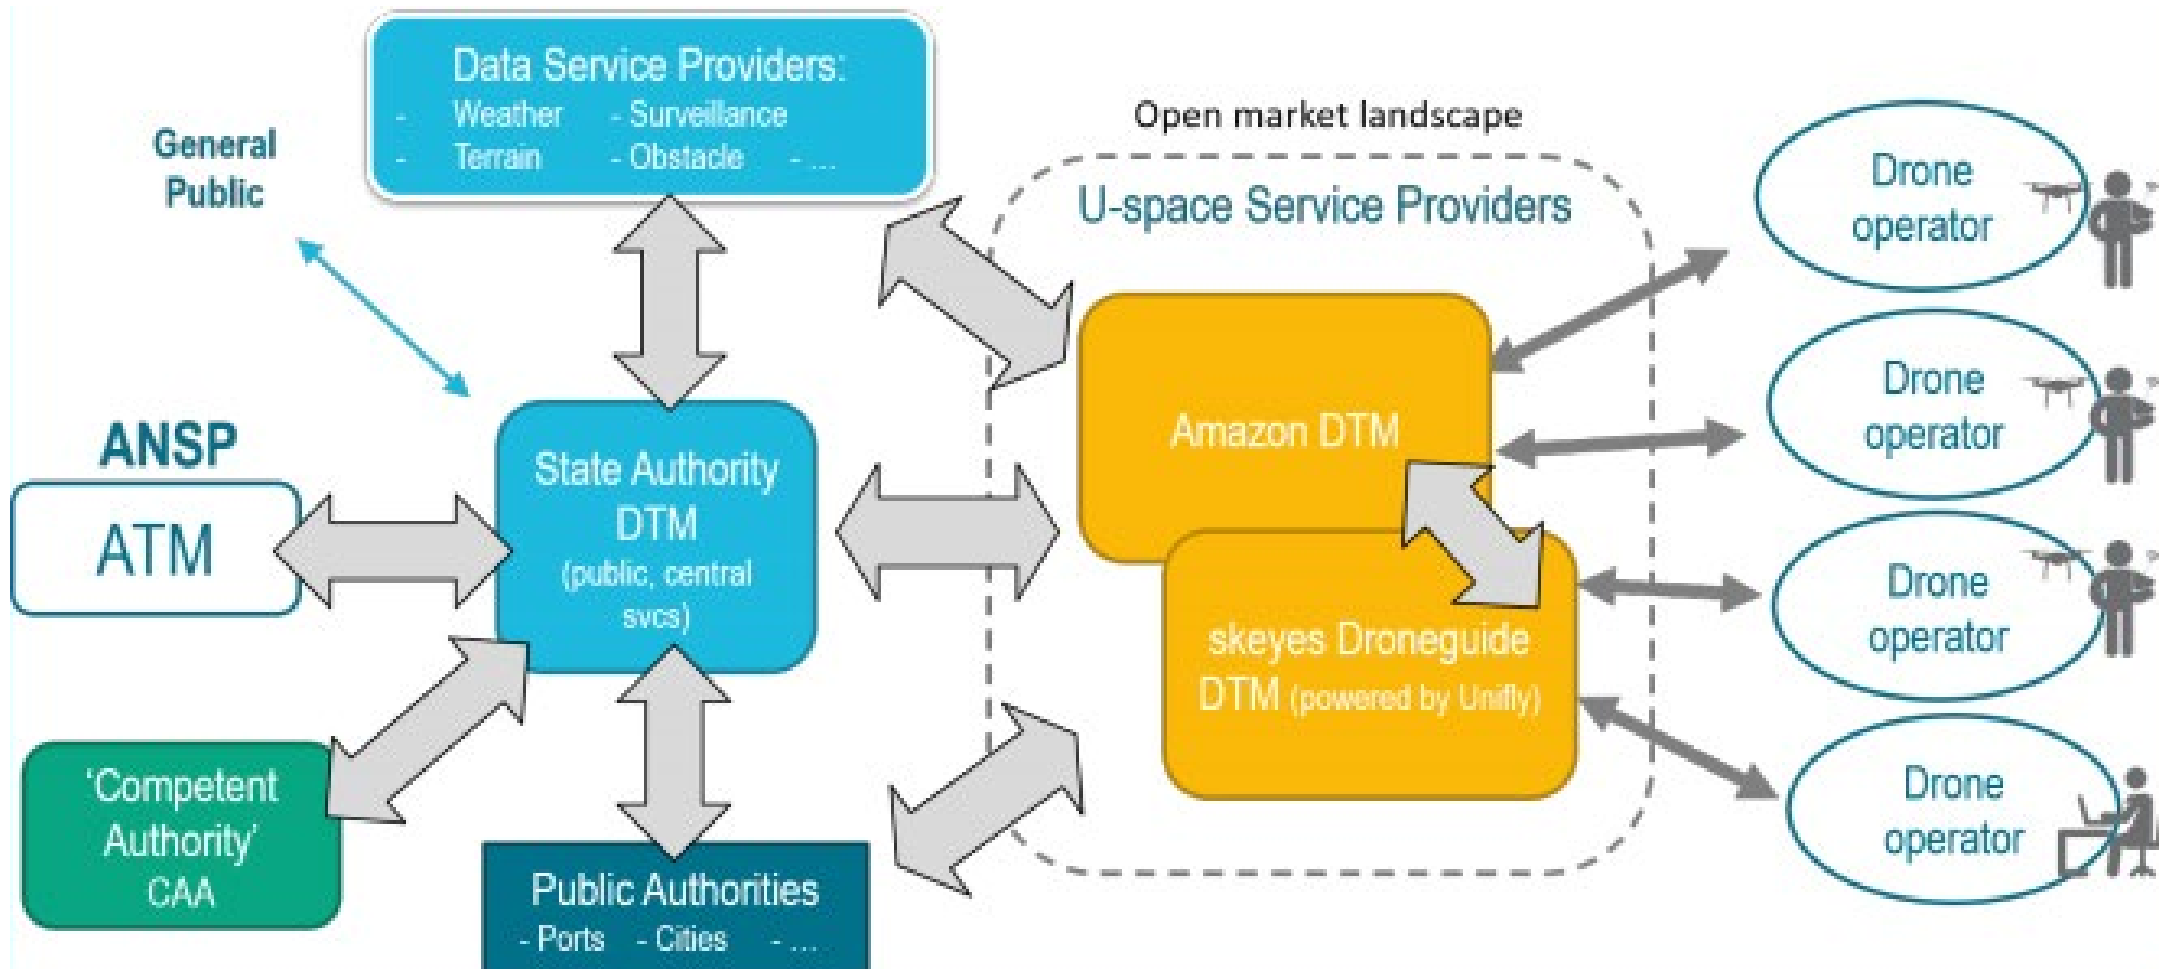 Data Service Providers:
- Weather - Surveillance
- Terrain - Obstacle - ...
General
Public
Open market landscape
U-space Service Providers
ANSP
ATM
State Authority
DTM
(public, central
svcs)
Amazon DTM
skeyes Droneguide
DTM (powered by Unifly)
'Competent
Authority'
CAA
Public Authorities
- Ports - Cities - ...
Drone
operator
Drone
operator
Drone
operator
Drone
operator